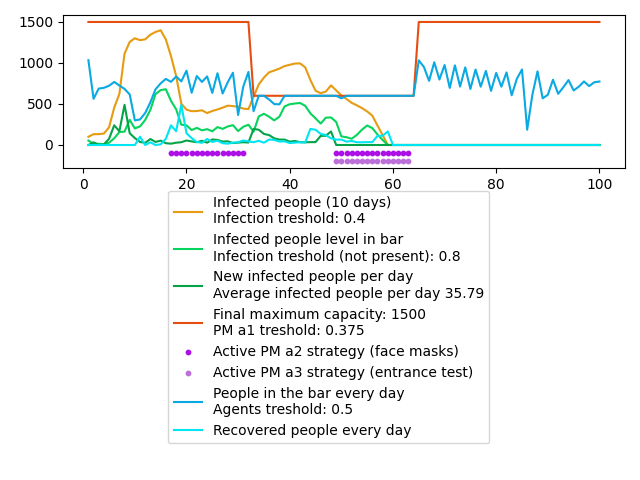 1500
1000
500
0
0 20 40 60 80 100
Infected people (10 days)
Infection treshold: 0.4
Infected people level in bar
Infection treshold (not present): 0.8
New infected people per day
Average infected people per day 35.79
Final maximum capacity: 1500
PM a1 treshold: 0.375
Active PM a2 strategy (face masks)
Active PM a3 strategy (entrance test)
People in the bar every day
Agents treshold: 0.5
Recovered people every day